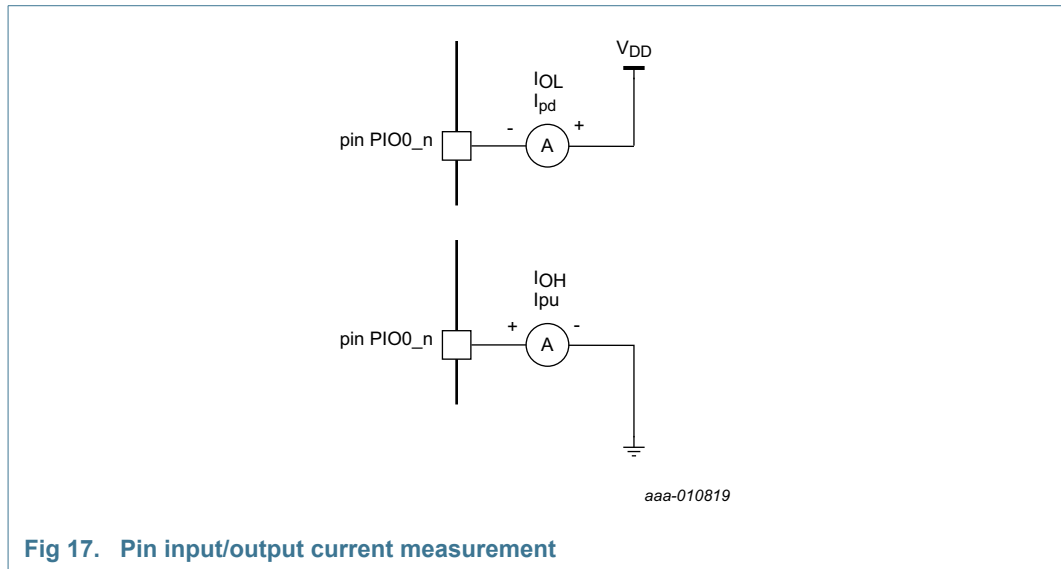 VDD
IOL
Ipd
- +
pin PIO0_n
A
IOH
Ipu
+ -
pin PIO0_n
A
aaa-010819
Fig 17. Pin input/output current measurement